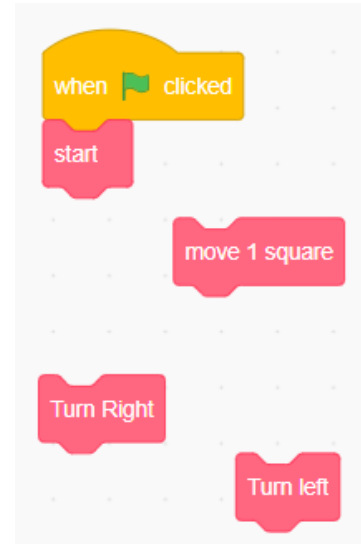 when clicked
start
move 1 square
Turn Right
Turn left